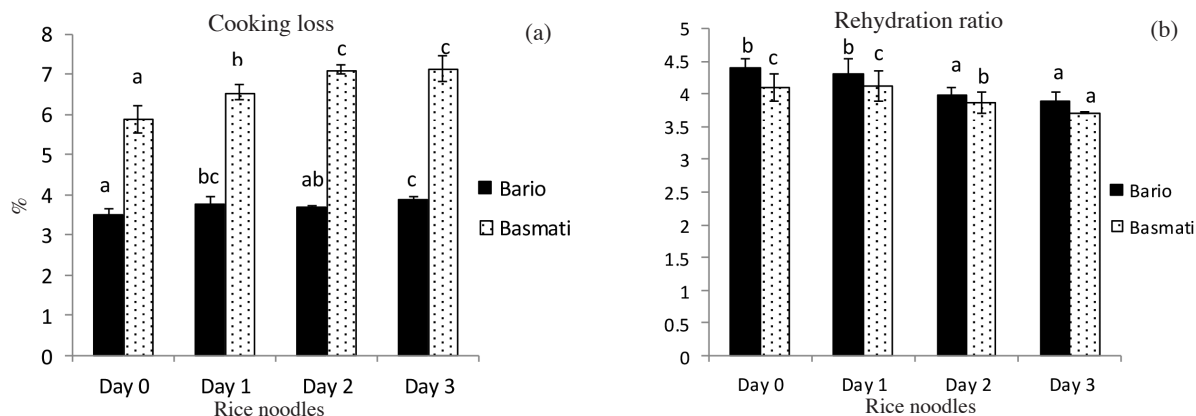 Cooking loss
(a)
8
7
6
5
4
3
2
1
0
%
a
a
bc
b
ab
c
c
c
Bario
Basmati
Day 0 Day 1 Day 2 Day 3
Rice noodles
Rehydration ratio
(b)
5
4.5
4
3.5
3
2.5
2
1.5
1
0.5
0
b
c
b
c
a
b
a
a
Bario
Basmati
Day 0 Day 1 Day 2 Day 3
Rice noodles